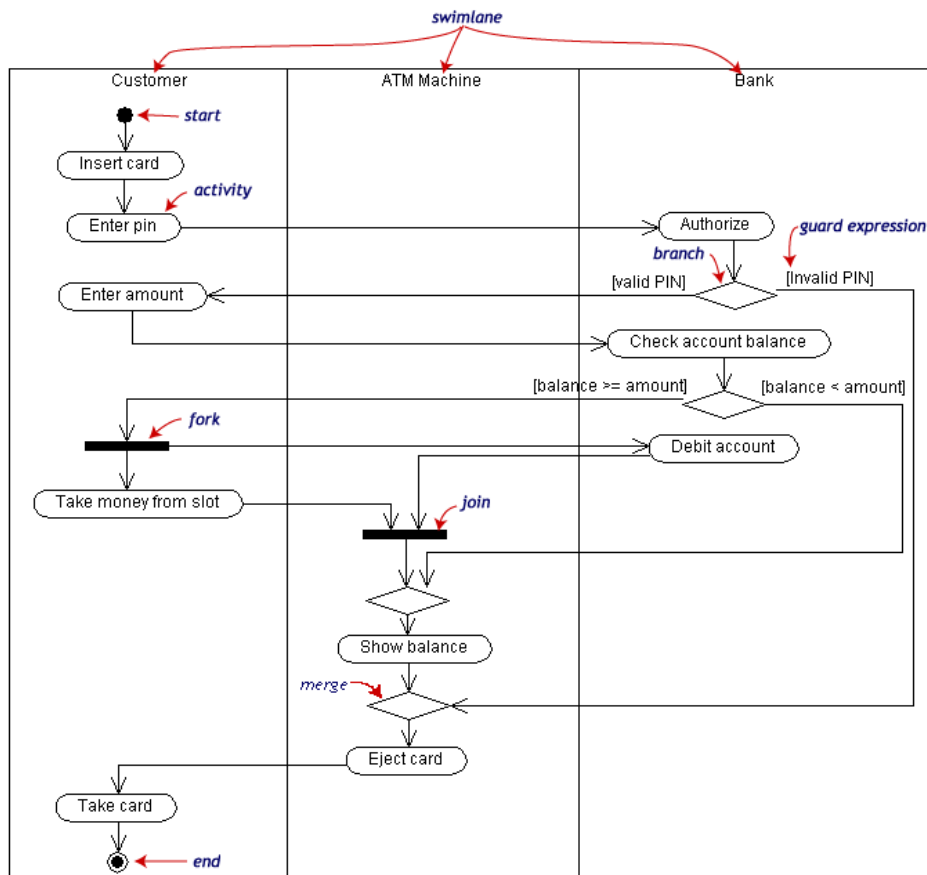 swimlane
Customer
ATM Machine
Bank
start
Insert card
activity
Enter pin
Authorize
guard expression
branch
[valid PIN]
[Invalid PIN]
Enter amount
Check account balance
[balance >= amount]
[balance < amount]
fork
Debit account
Take money from slot
join
Show balance
merge
Eject card
Take card
end